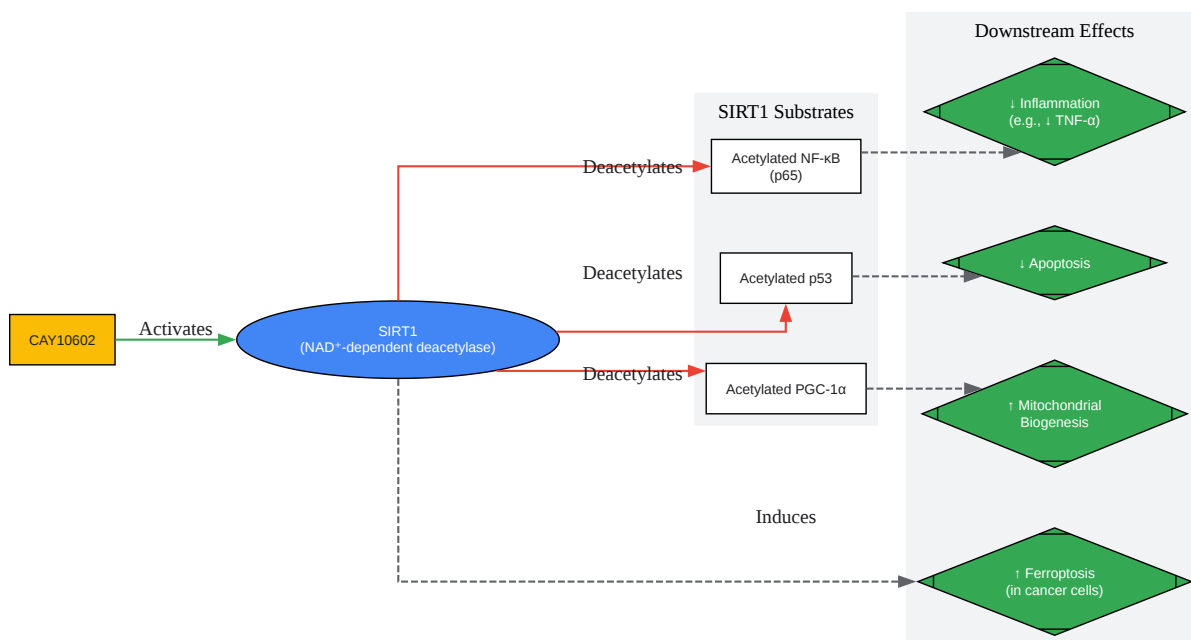 Downstream Effects
↓ Inflammation
(e.g., ↓ TNF-α)
SIRT1 Substrates
Deacetylates
Acetylated NF-κB
(p65)
Deacetylates
Acetylated p53
↓ Apoptosis
CAY10602
Activates
SIRT1
(NAD⁺-dependent deacetylase)
Deacetylates
Acetylated PGC-1α
↑ Mitochondrial
Biogenesis
Induces
↑ Ferroptosis
(in cancer cells)